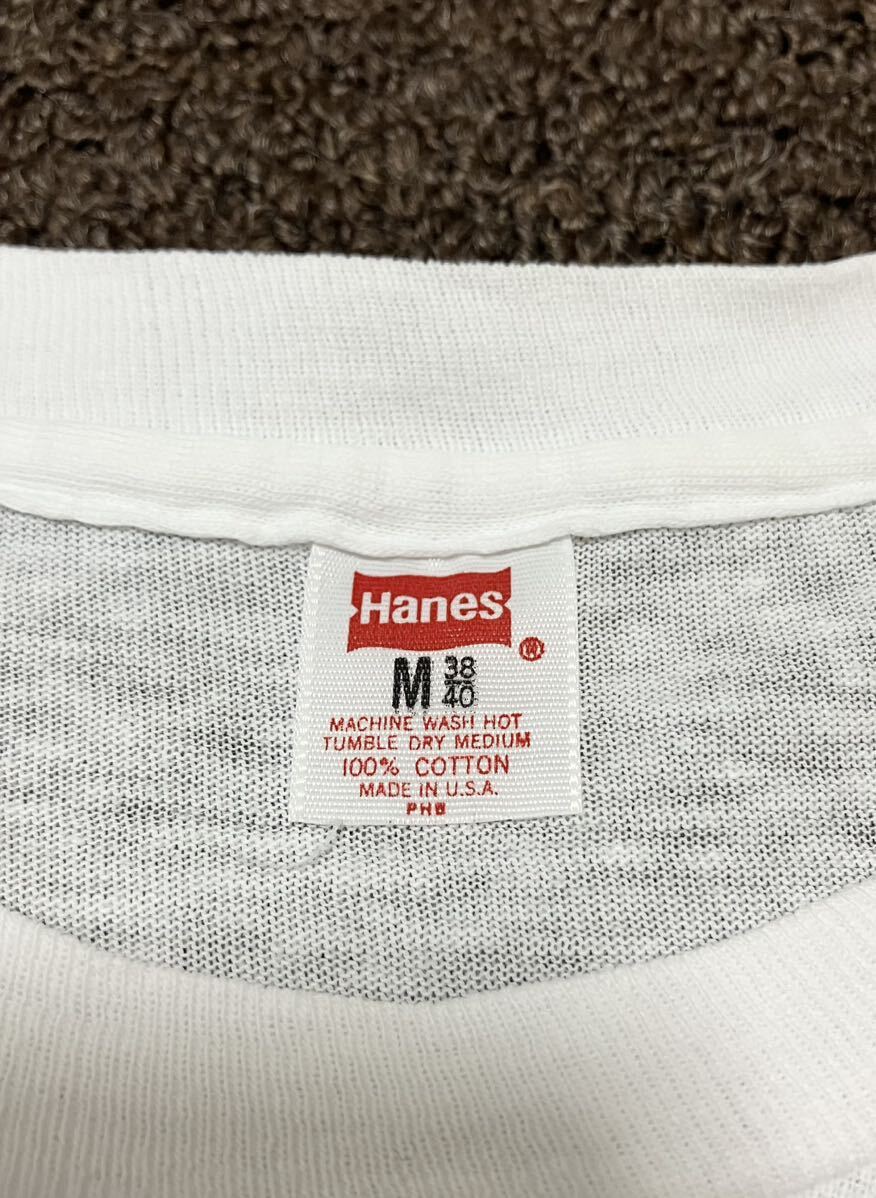 Hanes
®
M 38/40
MACHINE WASH HOT
TUMBLE DRY MEDIUM
100% COTTON
MADE IN U.S.A.